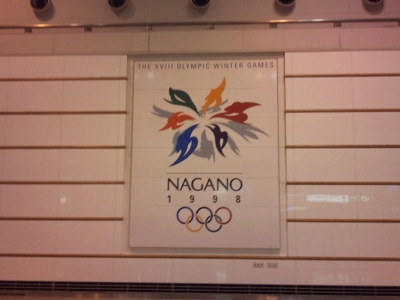 THE XVIII OLYMPIC WINTER GAMES
NAGANO
1998